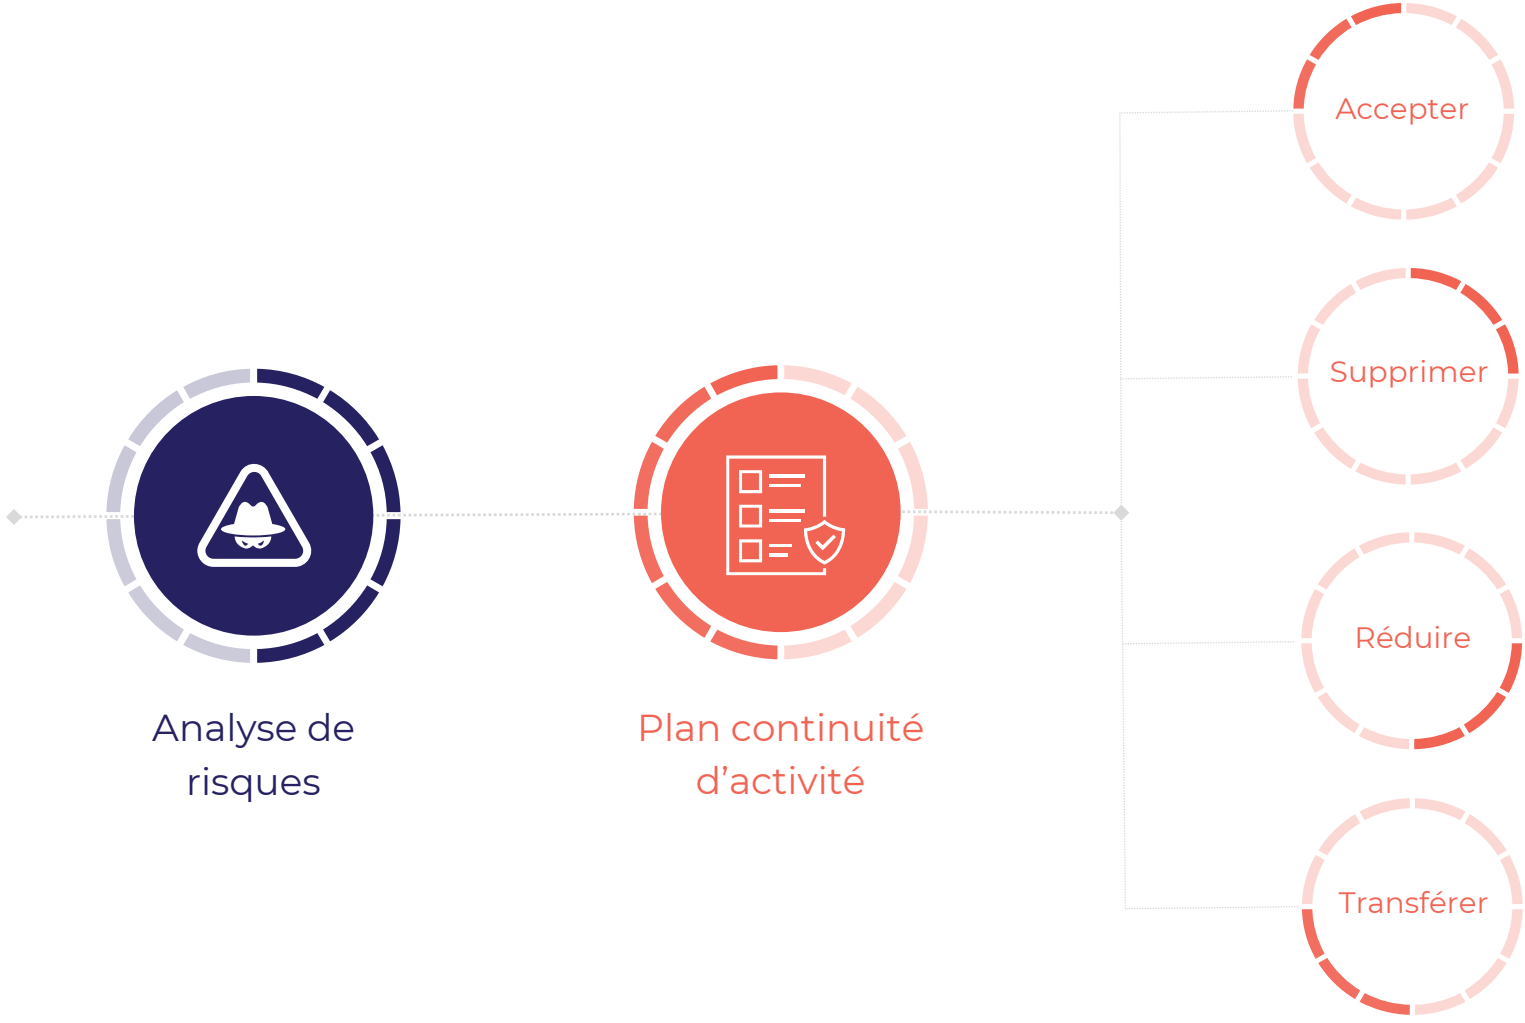 Analyse de
risques
Plan continuité
d’activité
Accepter
Supprimer
Réduire
Transférer